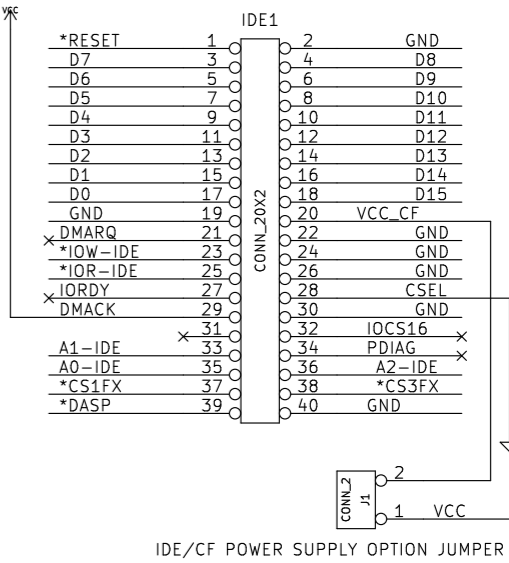 VCC
IDE1
*RESET 1 2 GND
D7 3 4 D8
D6 5 6 D9
D5 7 8 D10
D4 9 10 D11
D3 11 12 D12
D2 13 14 D13
D1 15 16 D14
D0 17 18 D15
GND 19 20 VCC_CF
DMARQ 21 22 GND
*IOW-IDE 23 24 GND
*IOR-IDE 25 26 GND
IORDY 27 28 CSEL
DMACK 29 30 GND
31 32 IOCS16
A1-IDE 33 34 PDIAG
A0-IDE 35 36 A2-IDE
*CS1FX 37 38 *CS3FX
*DASP 39 40 GND
CONN_20X2
CONN_2
J1
2
1 VCC
IDE/CF POWER SUPPLY OPTION JUMPER